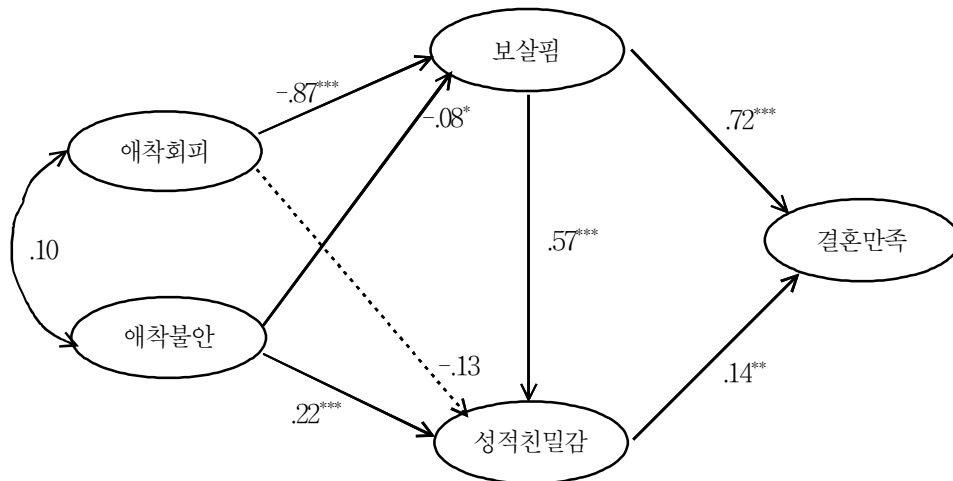 보살핌
-.87***
-.08*
애착회피
.72***
.10
.57***
결혼만족
애착불안
-.13
.14**
.22***
성적친밀감